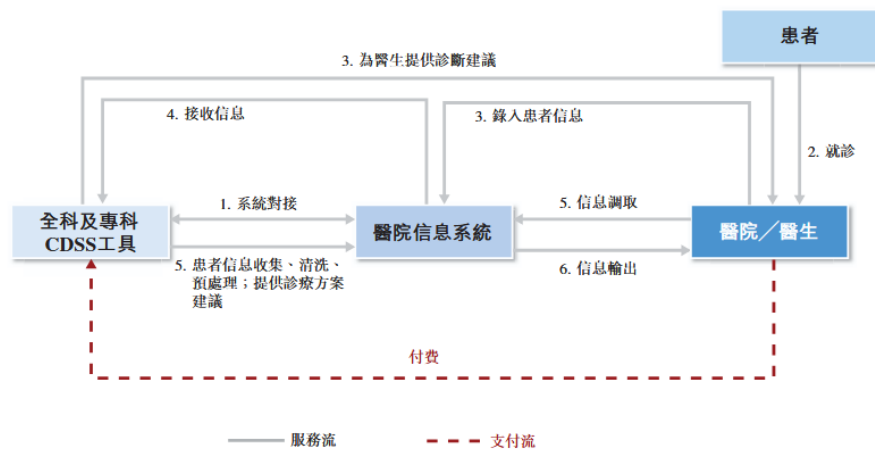 患者
3. 為醫生提供診斷建議
4. 接收信息
3. 錄入患者信息
2. 就診
全科及專科
CDSS工具
1. 系統對接
醫院信息系統
5. 信息調取
醫院／醫生
5. 患者信息收集、清洗、
預處理；提供診療方案
建議
6. 信息輸出
付費
服務流
支付流